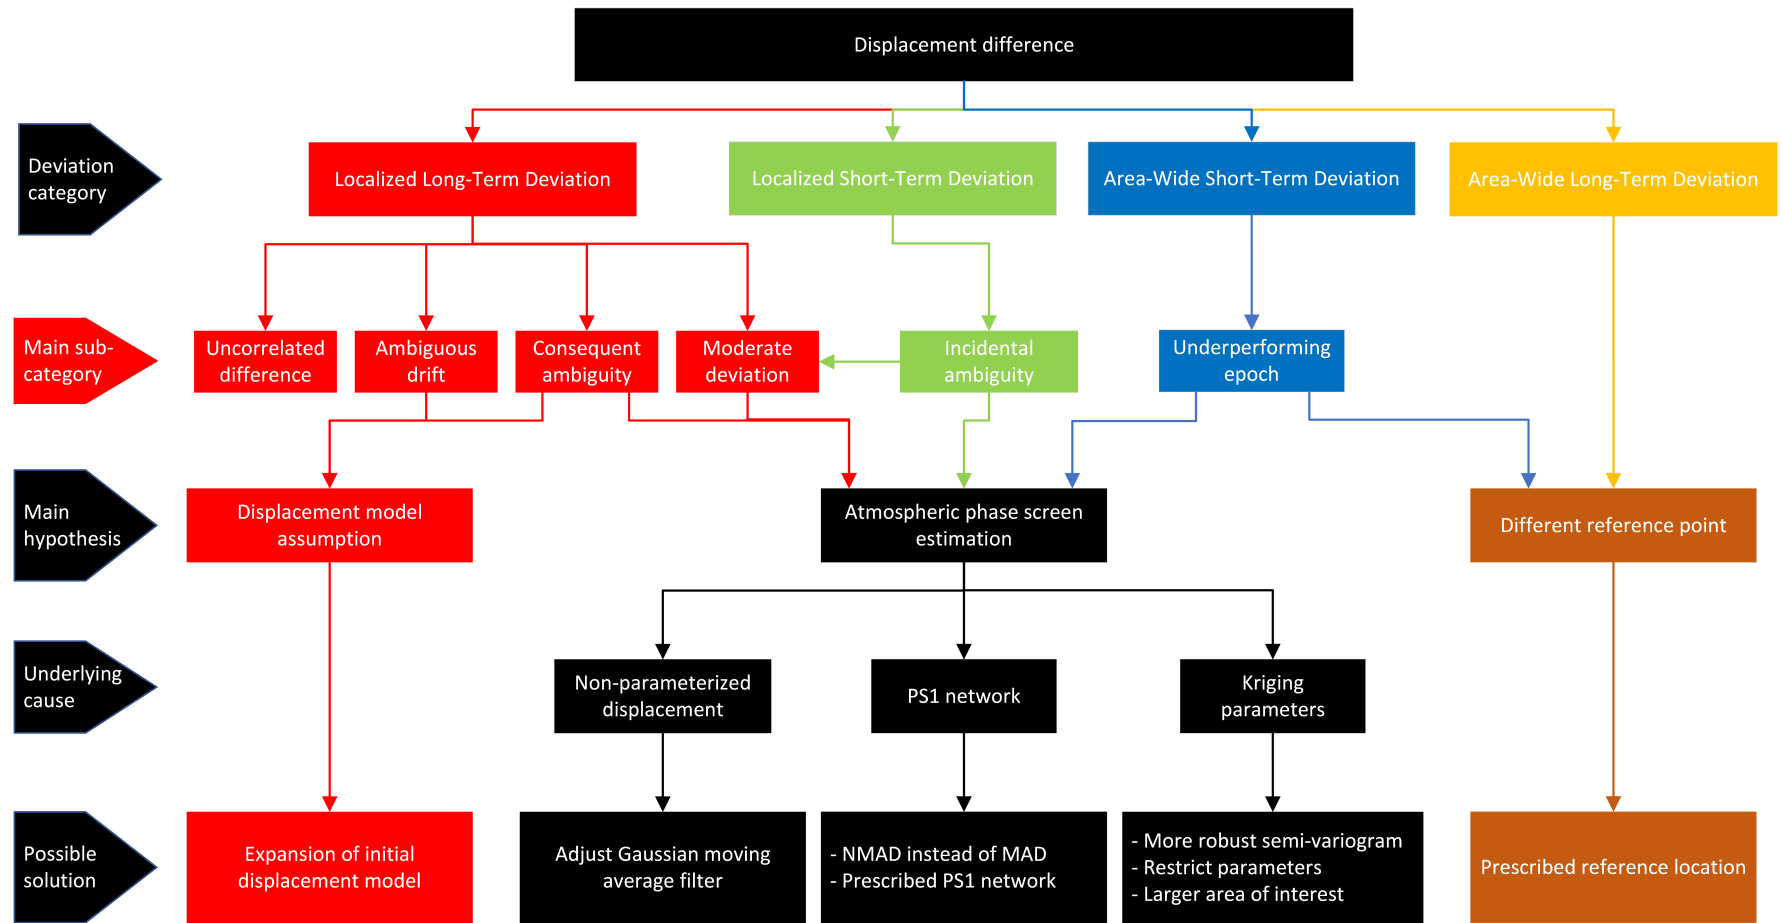 Displacement difference
Deviation
category
Localized Long-Term Deviation
Localized Short-Term Deviation
Area-Wide Short-Term Deviation
Area-Wide Long-Term Deviation
Main sub-
category
Uncorrelated
difference
Ambiguous
drift
Consequent
ambiguity
Moderate
deviation
Incidental
ambiguity
Underperforming
epoch
Main
hypothesis
Displacement model
assumption
Atmospheric phase screen
estimation
Different reference point
Underlying
cause
Non-parameterized
displacement
PS1 network
Kriging
parameters
Possible
solution
Expansion of initial
displacement model
Adjust Gaussian moving
average filter
- NMAD instead of MAD
- Prescribed PS1 network
- More robust semi-variogram
- Restrict parameters
- Larger area of interest
Prescribed reference location